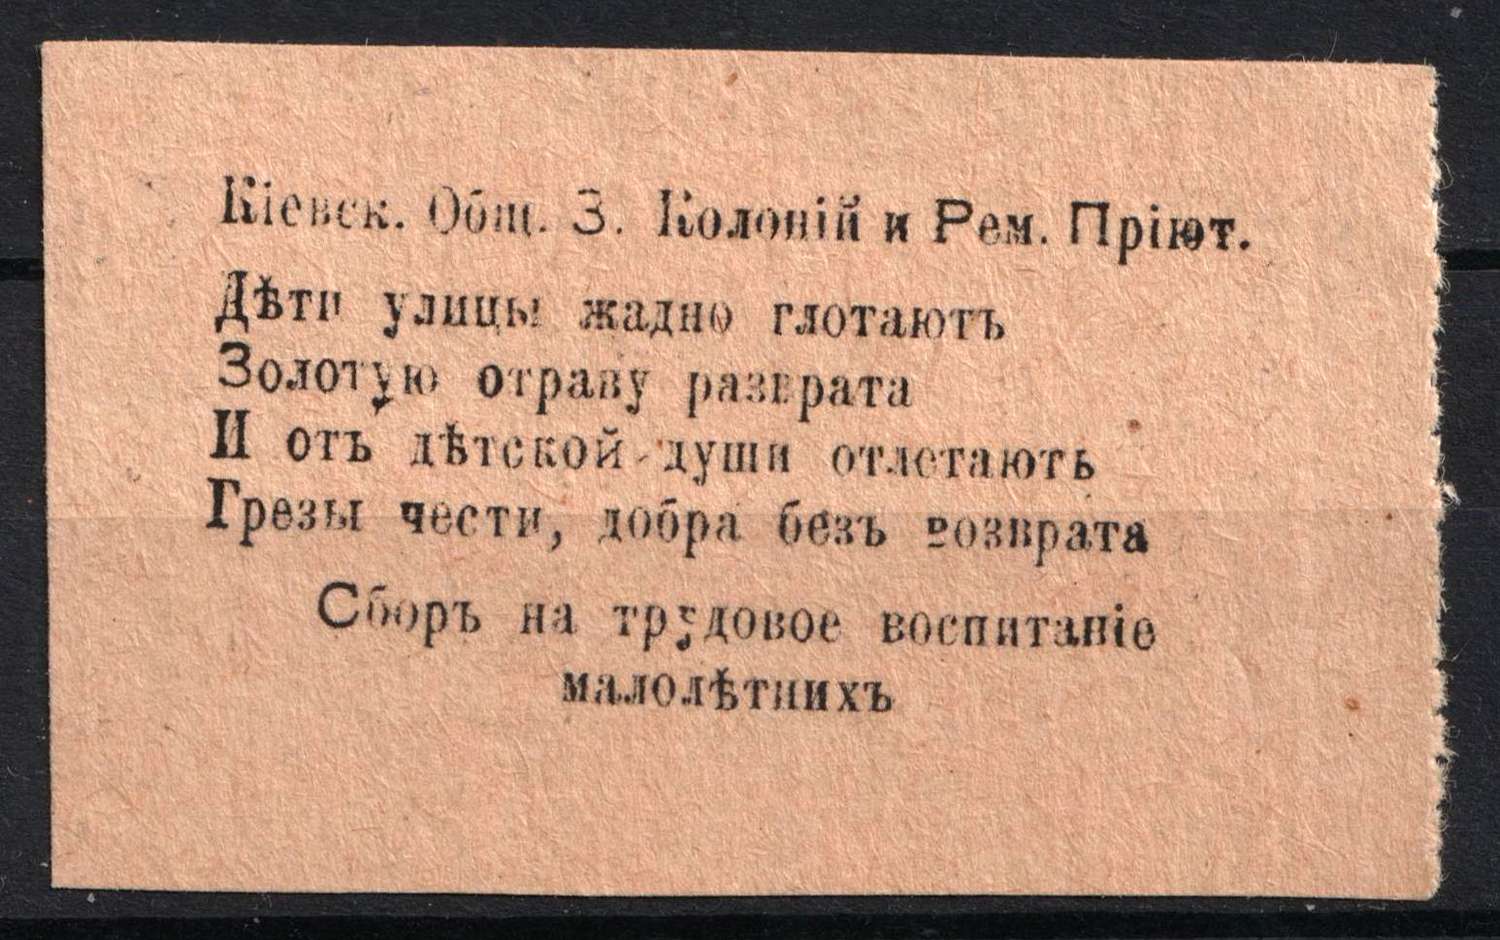 Кіевск. Общ. З. Колоній и Рем. Пріют.
Дѣти улицы жадно глотаютъ
Золотую отраву разврата
И отъ дѣтской души отлетаютъ
Грезы чести, добра безъ возврата
Сборъ на трудовое воспитаніе
малолѣтнихъ